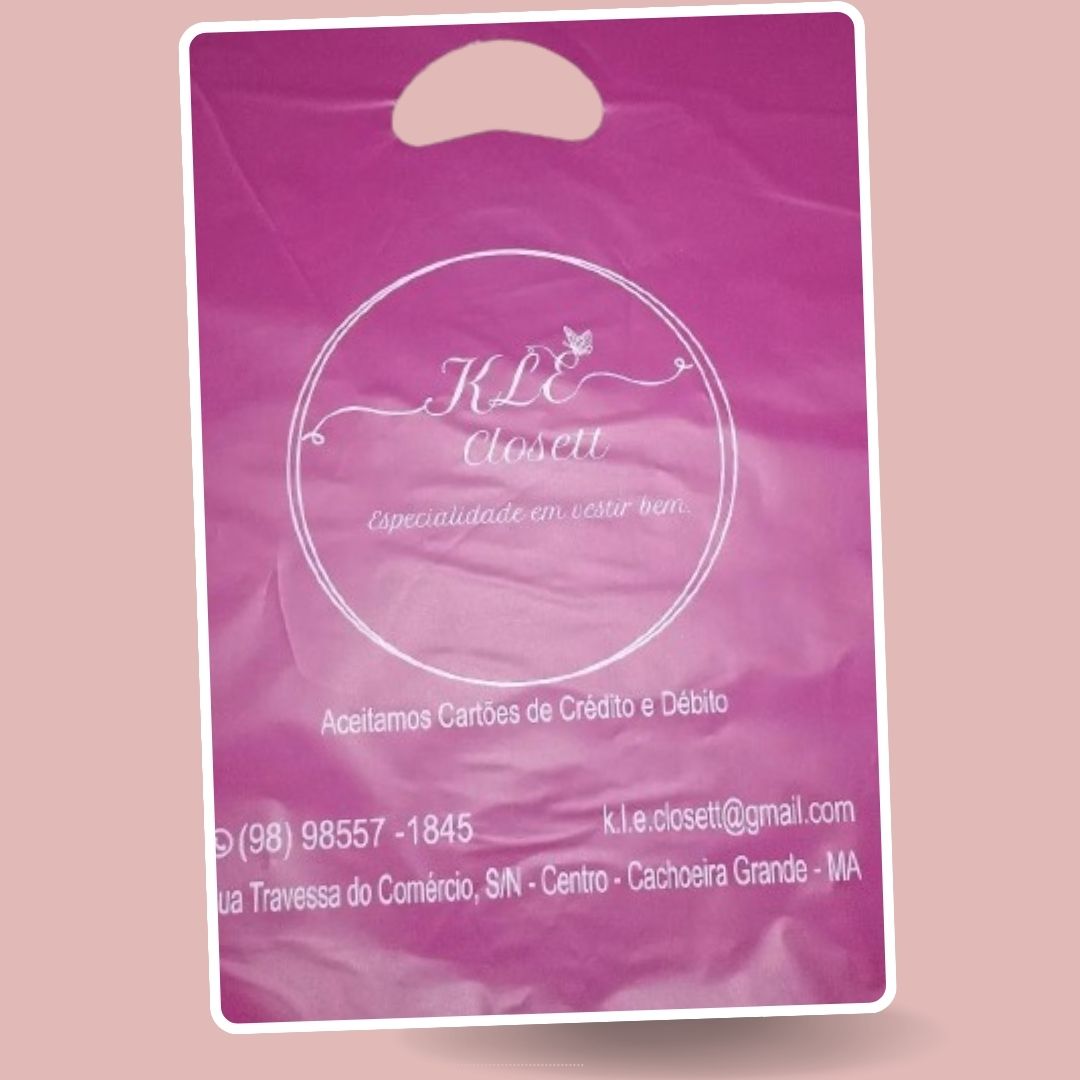 KLE
Closett
Especialidade em vestir bem.
Aceitamos Cartões de Crédito e Débito
(98) 98557 -1845
k.l.e.closett@gmail.com
ua Travessa do Comércio, S/N - Centro - Cachoeira Grande - MA